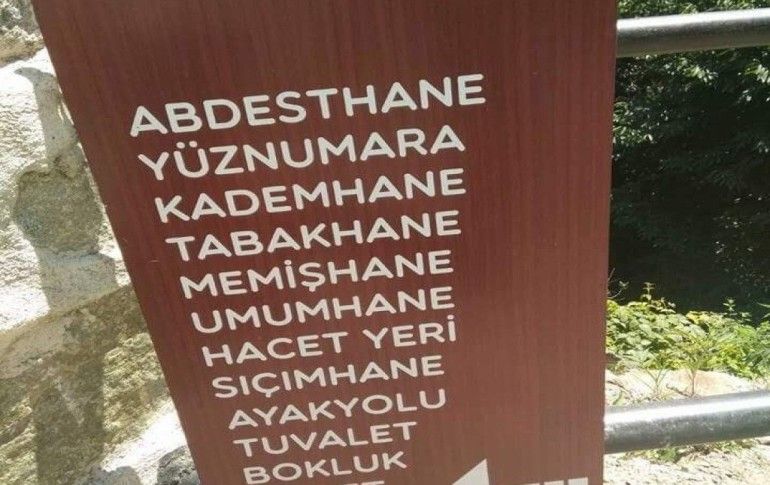 ABDESTHANE
YÜZNUMARA
KADEMHANE
TABAKHANE
MEMİŞHANE
UMUMHANE
HACET YERİ
SIÇIMHANE
AYAKYOLU
TUVALET
BOKLUK